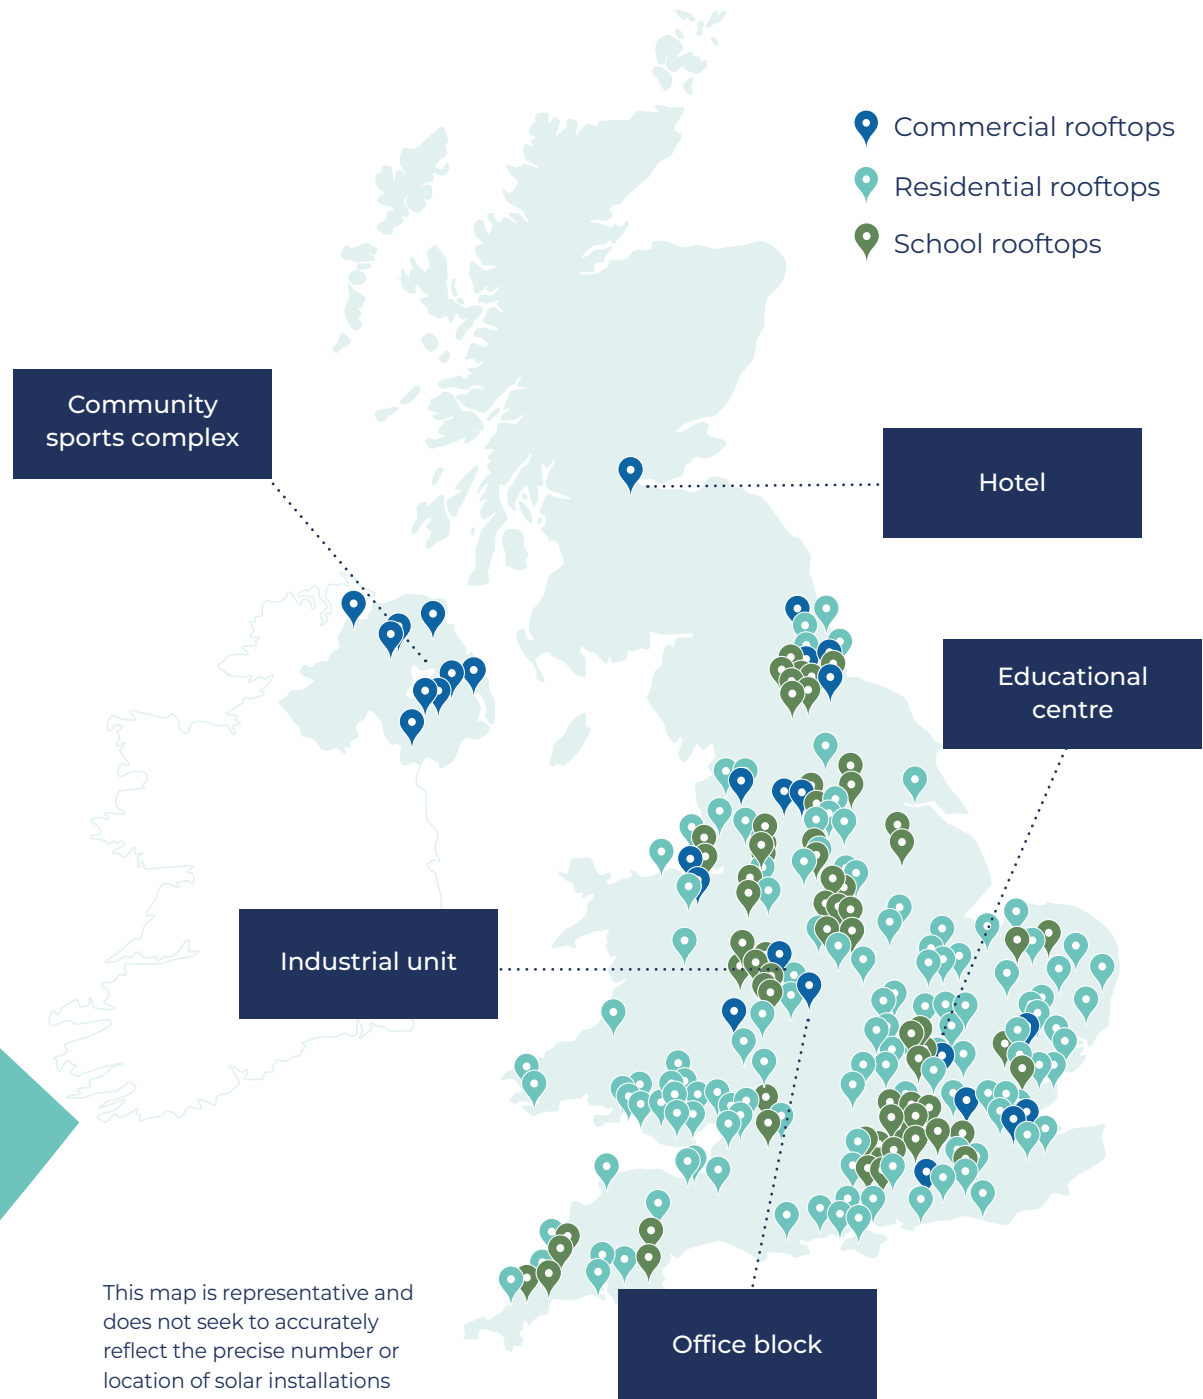 Commercial rooftops
Residential rooftops
School rooftops
Community
sports complex
Hotel
Educational
centre
Industrial unit
Office block
This map is representative and
does not seek to accurately
reflect the precise number or
location of solar installations